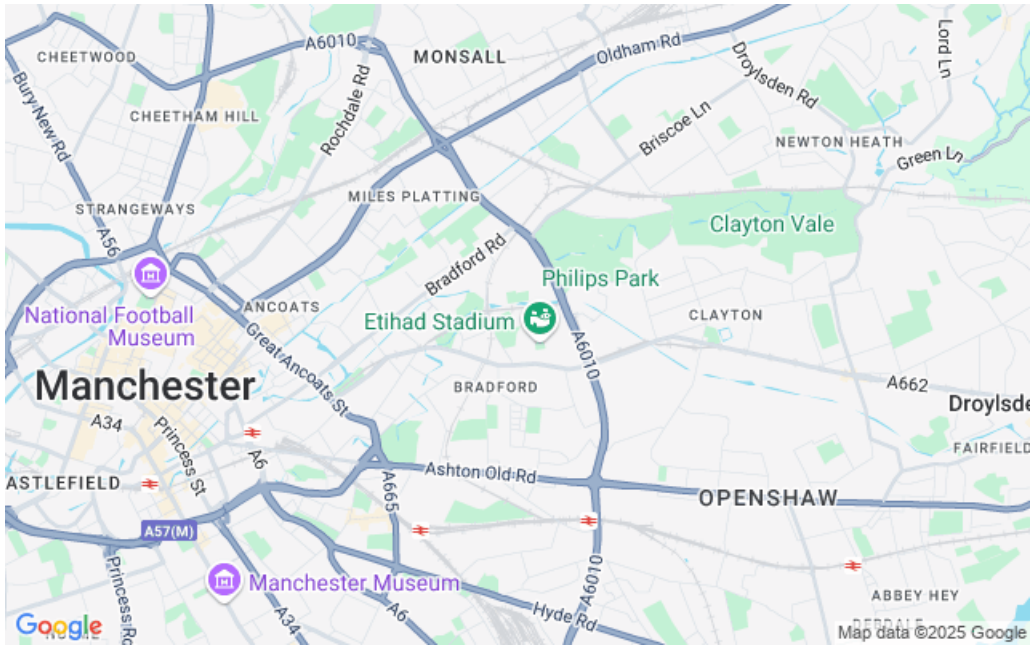 A6010
MONSALL
Oldham Rd
Lord Ln
CHEETWOOD
Droylsden Rd
Bury New Rd
Rochdale Rd
CHEETHAM HILL
Briscoe Ln
NEWTON HEATH
Green Ln
MILES PLATTING
STRANGEWAYS
A56
Clayton Vale
Bradford Rd
Philips Park
National Football
Museum
ANCOATS
Etihad Stadium
CLAYTON
A6010
Great Ancoats St
Manchester
BRADFORD
A662
Droylsde
A34
Princess St
A6
FAIRFIELD
ASTLEFIELD
Ashton Old Rd
A665
OPENSHAW
A57(M)
Princess Rd
Manchester Museum
A34
A6
Hyde Rd
A6010
ABBEY HEY
Google
Map data ©2025 Google